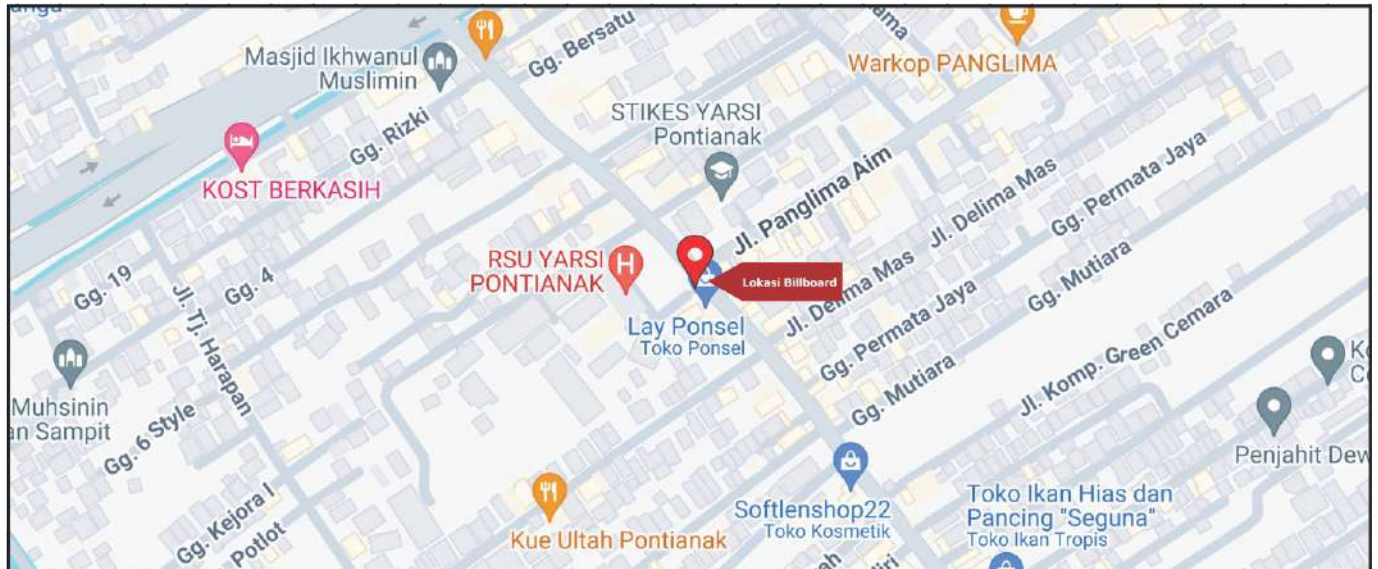 Masjid Ikhwanul
Muslimin
Gg. Bersatu
Warkop PANGLIMA
STIKES YARSI
Pontianak
Gg. Rizki
KOST BERKASIH
Jl. Panglima Aim
Jl. Delima Mas
Gg. Permata Jaya
RSU YARSI
PONTIANAK
Lokasi Billboard
Gg. 19
Gg. 4
Jl. Tj. Harapan
Lay Ponsel
Toko Ponsel
Jl. Delima Mas
Gg. Permata Jaya
Gg. Mutiara
Gg. Mutiara
Jl. Komp. Green Cemara
Muhsinin
an Sampit
Gg. 6 Style
Penjahit Dew
Gg. Kejora I
Potlot
Kue Ultah Pontianak
Softlenshop22
Toko Kosmetik
Toko Ikan Hias dan
Pancing "Seguna"
Toko Ikan Tropis